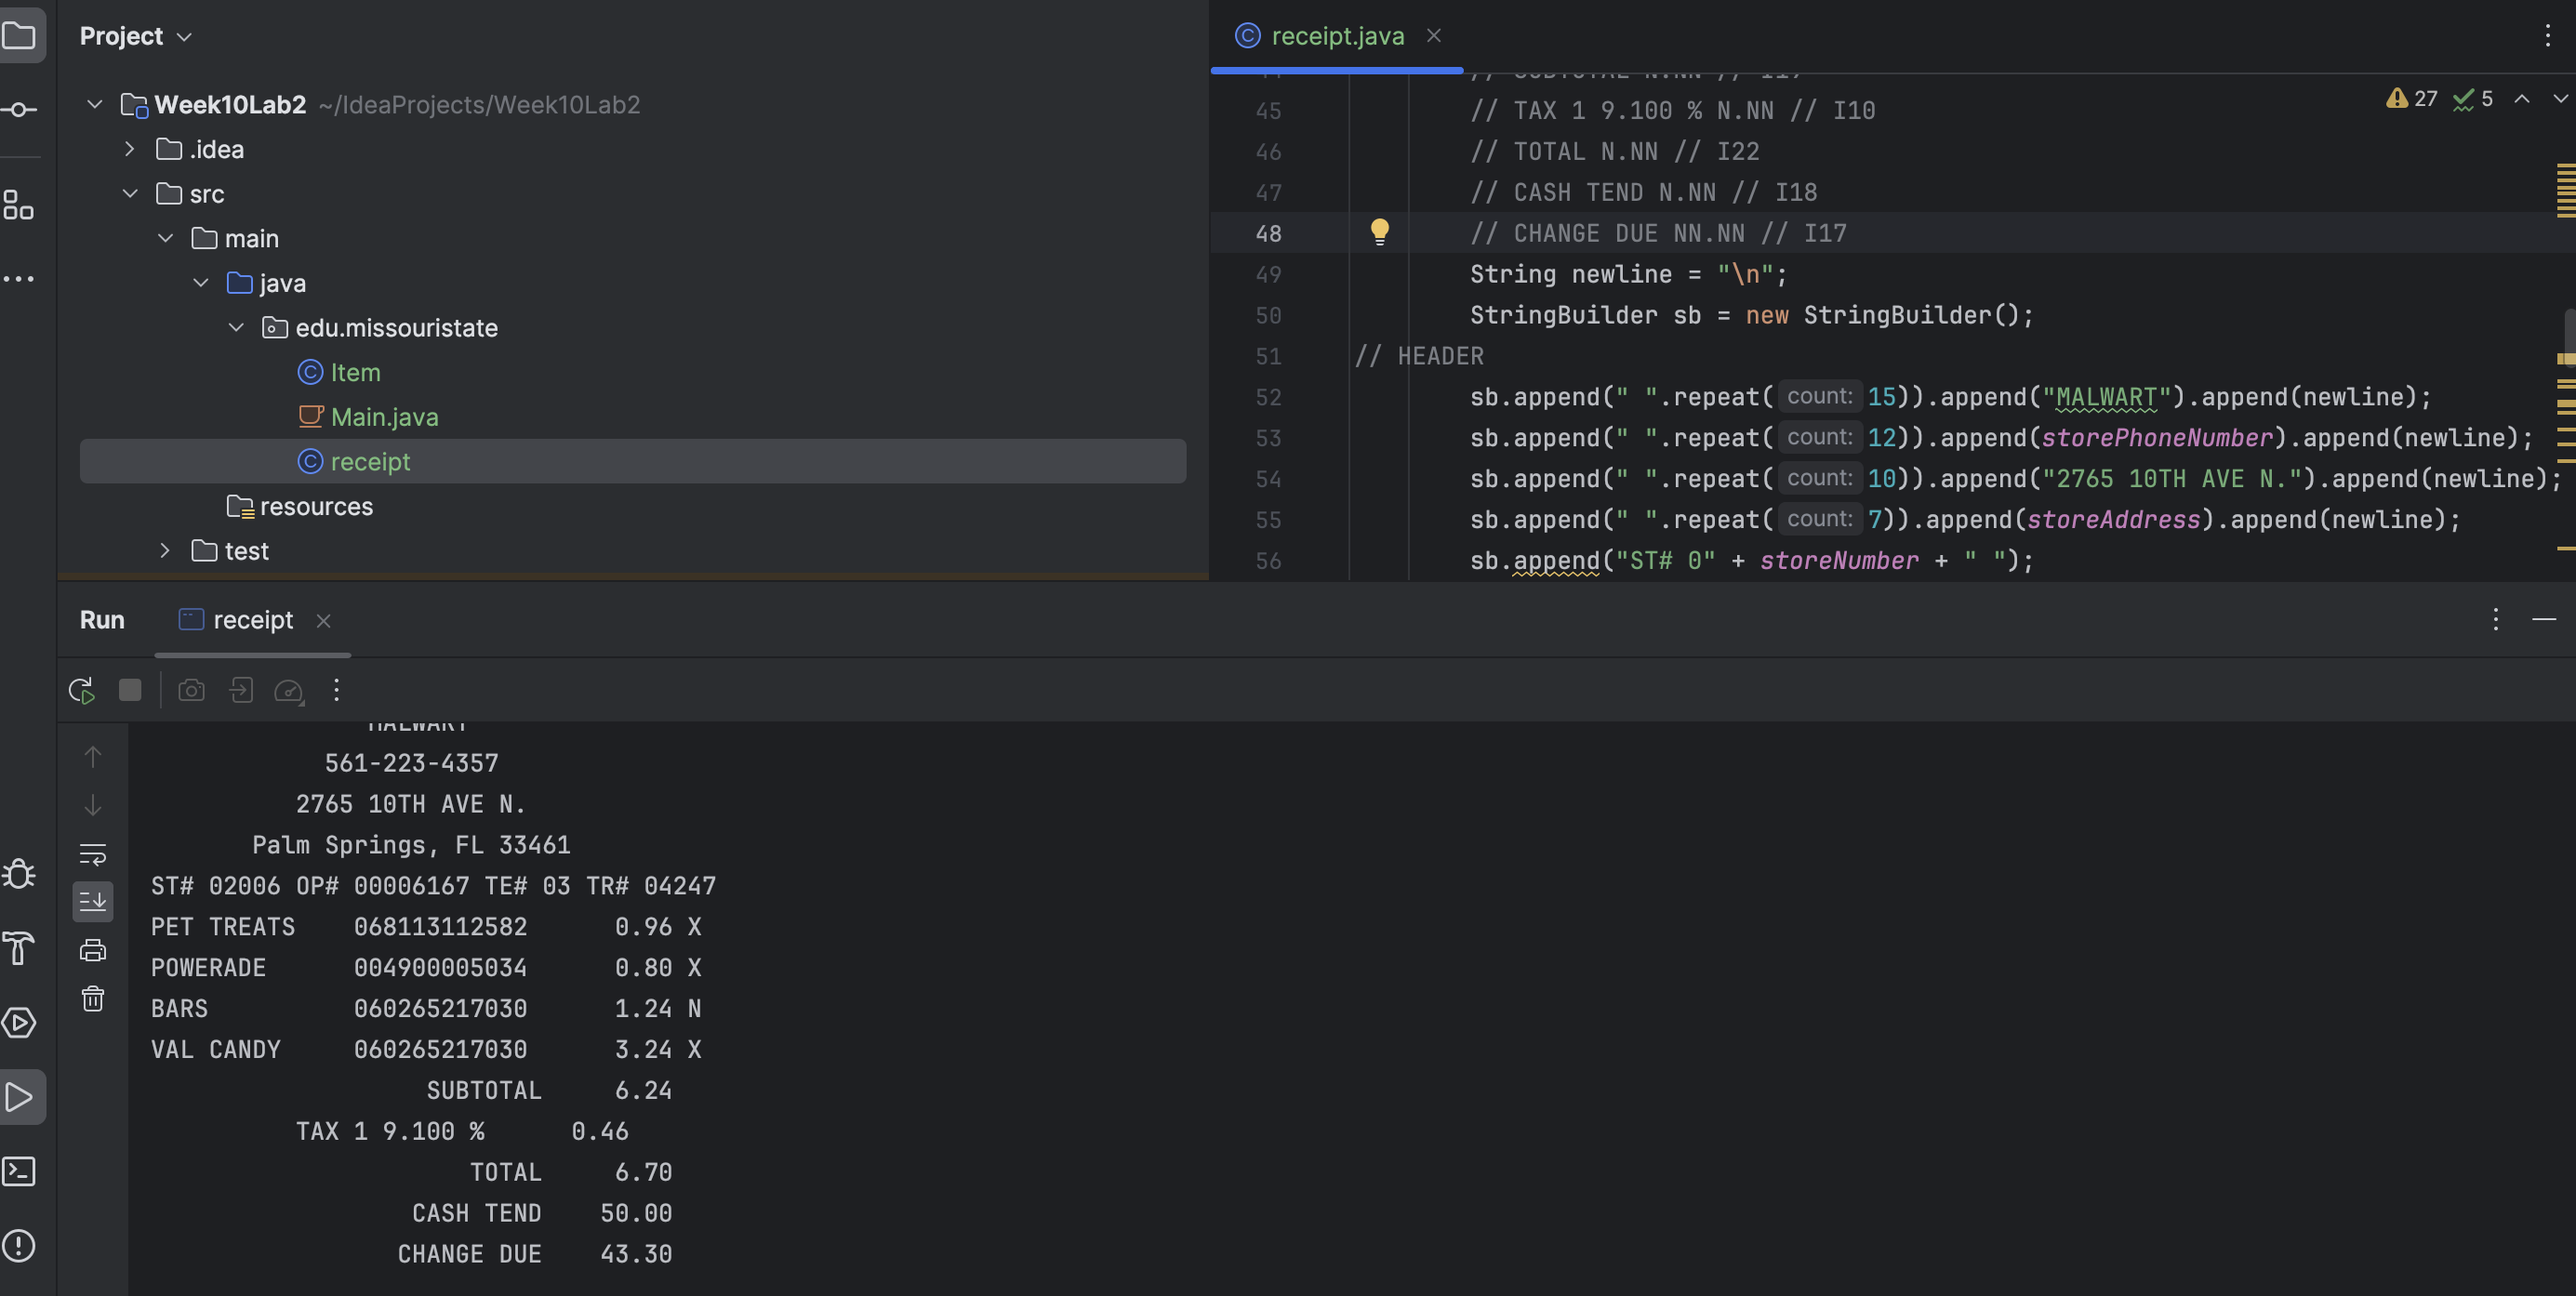 Project
receipt.java
Week10Lab2 ~/IdeaProjects/Week10Lab2
.idea
src
main
java
edu.missouristate
Item
Main.java
receipt
resources
test
27 5
// SUBTOTAL N.NN // I19
45 // TAX 1 9.100 % N.NN // I10
46 // TOTAL N.NN // I22
47 // CASH TEND N.NN // I18
48 // CHANGE DUE NN.NN // I17
49 String newline = "\n";
50 StringBuilder sb = new StringBuilder();
51 // HEADER
52 sb.append(" ".repeat( count: 15)).append("MALWART").append(newline);
53 sb.append(" ".repeat( count: 12)).append(storePhoneNumber).append(newline);
54 sb.append(" ".repeat( count: 10)).append("2765 10TH AVE N.").append(newline);
55 sb.append(" ".repeat( count: 7)).append(storeAddress).append(newline);
56 sb.append("ST# 0" + storeNumber + " ");
Run receipt
MALWART
561-223-4357
2765 10TH AVE N.
Palm Springs, FL 33461
ST# 02006 OP# 00006167 TE# 03 TR# 04247
PET TREATS 068113112582 0.96 X
POWERADE 004900005034 0.80 X
BARS 060265217030 1.24 N
VAL CANDY 060265217030 3.24 X
SUBTOTAL 6.24
TAX 1 9.100 % 0.46
TOTAL 6.70
CASH TEND 50.00
CHANGE DUE 43.30